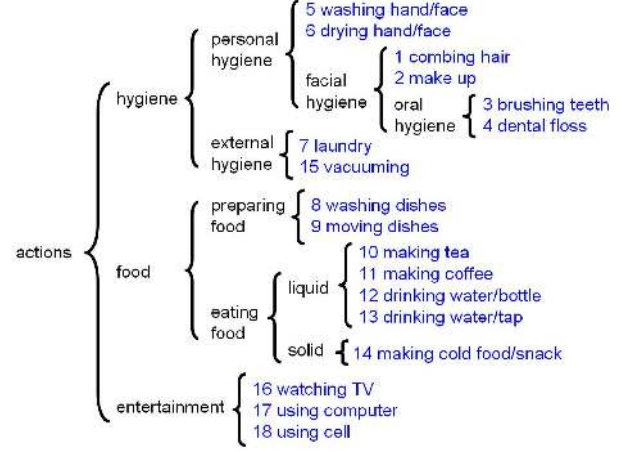 5 washing hand/face
6 drying hand/face
personal
hygiene
1 combing hair
2 make up
facial
hygiene
oral
hygiene
3 brushing teeth
4 dental floss
hygiene
external
hygiene
7 laundry
15 vacuuming
preparing
food
8 washing dishes
9 moving dishes
actions
food
10 making tea
11 making coffee
12 drinking water/bottle
13 drinking water/tap
liquid
eating
food
solid
14 making cold food/snack
entertainment
16 watching TV
17 using computer
18 using cell